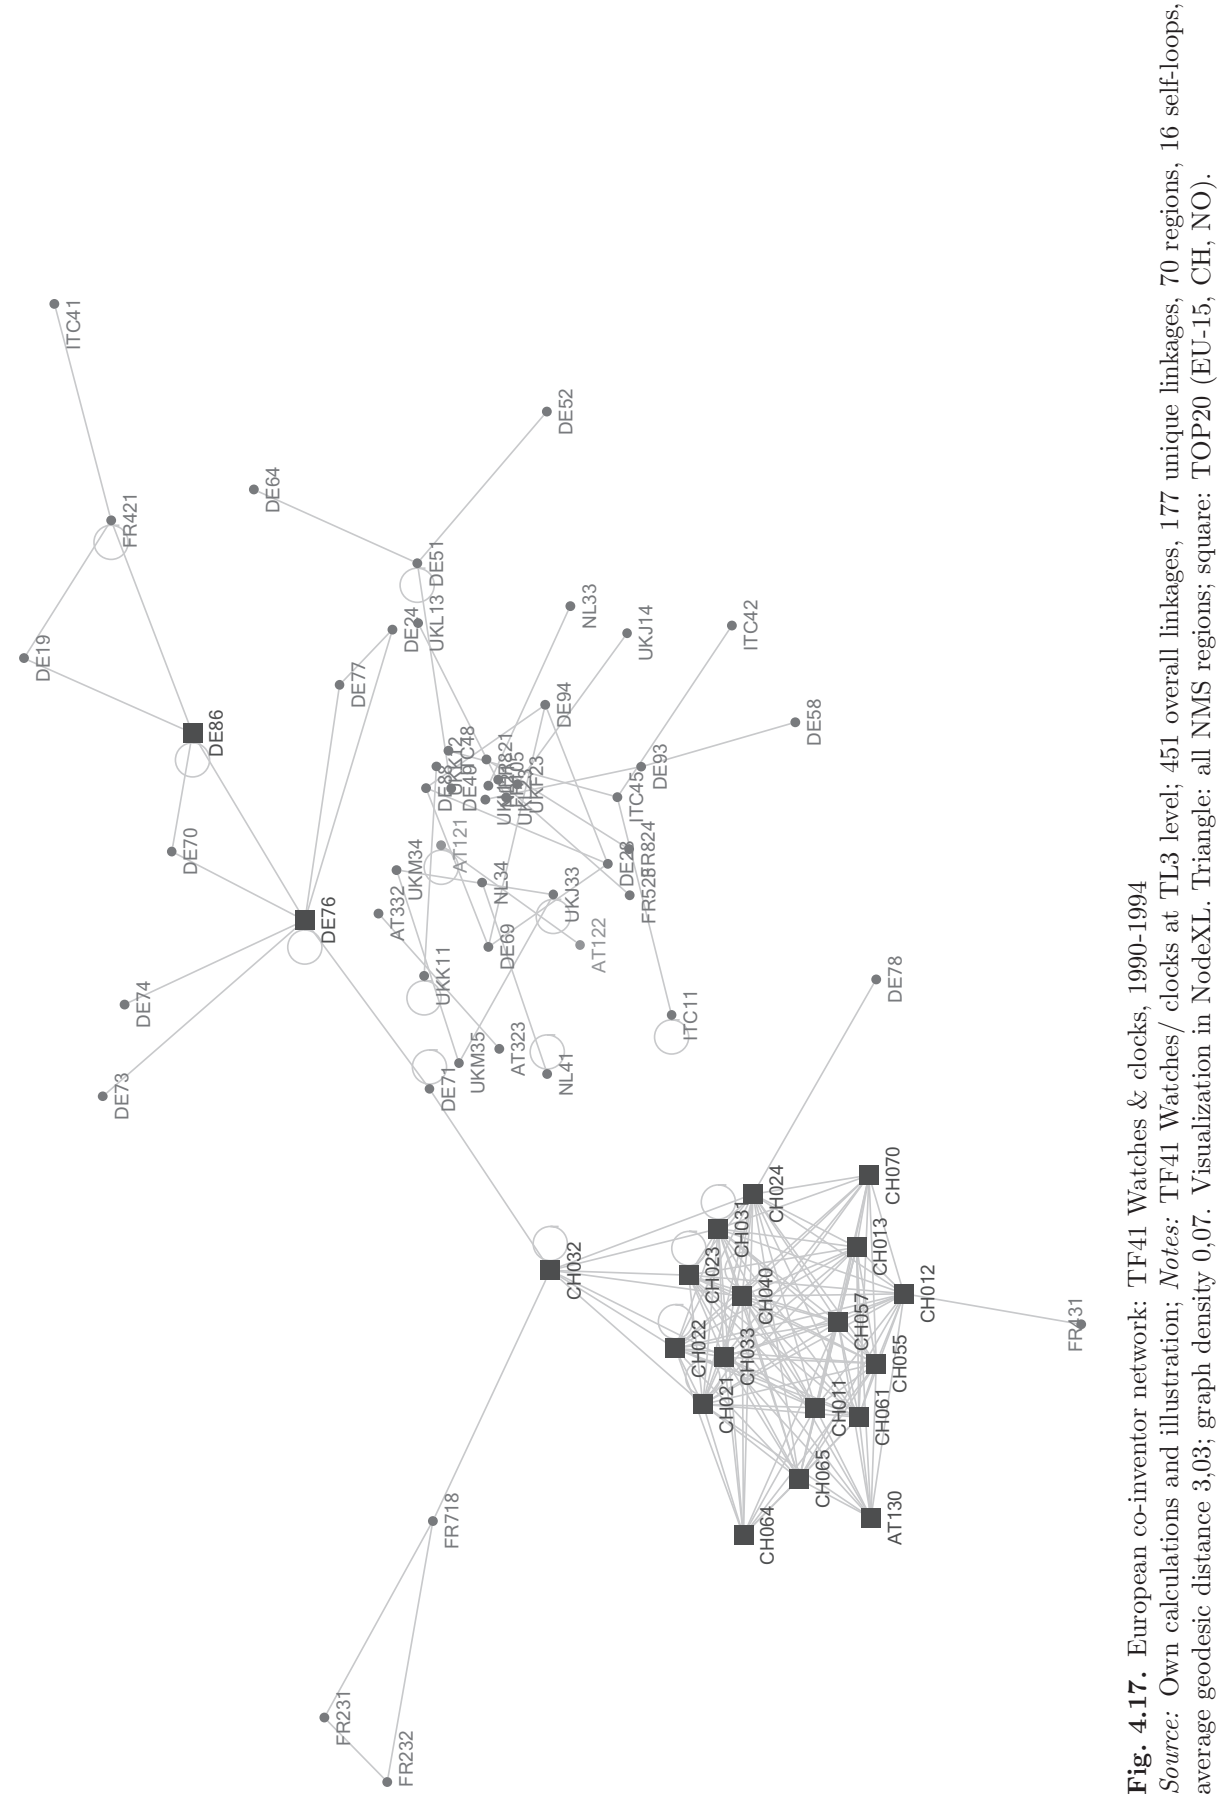 ITC41
FR421
DE19
DE86
DE70
DE76
DE74
DE73
DE64
DE52
DE51
UKL13
DE24
DE77
NL33
UKJ14
ITC42
DE94
DE58
DE93
ITC45
UKF23
DE28
FR824
AT121
UKM34
AT332
NL34
UKJ33
DE69
AT122
UKK11
ITC11
UKM35
AT323
NL41
DE71
DE78
CH032
CH024
CH031
CH070
CH023
CH013
CH040
CH012
CH022
CH033
CH057
CH055
CH021
CH011
CH061
CH065
CH064
AT130
FR431
FR718
FR231
FR232
Fig. 4.17. European co-inventor network: TF41 Watches & clocks, 1990-1994
Source: Own calculations and illustration; Notes: TF41 Watches/ clocks at TL3 level; 451 overall linkages, 177 unique linkages, 70 regions, 16 self-loops,
average geodesic distance 3,03; graph density 0,07. Visualization in NodeXL. Triangle: all NMS regions; square: TOP20 (EU-15, CH, NO).